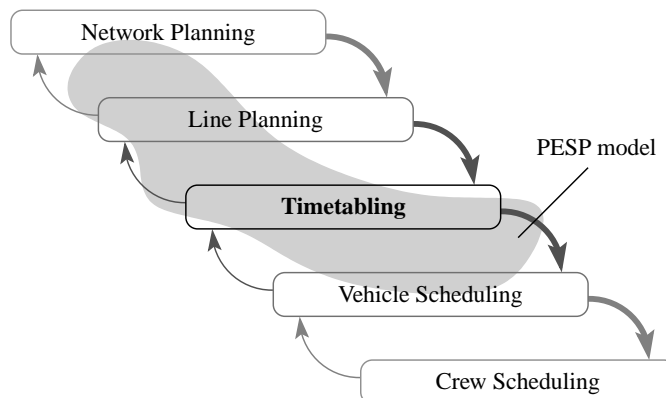 Network Planning
Line Planning
PESP model
Timetabling
Vehicle Scheduling
Crew Scheduling